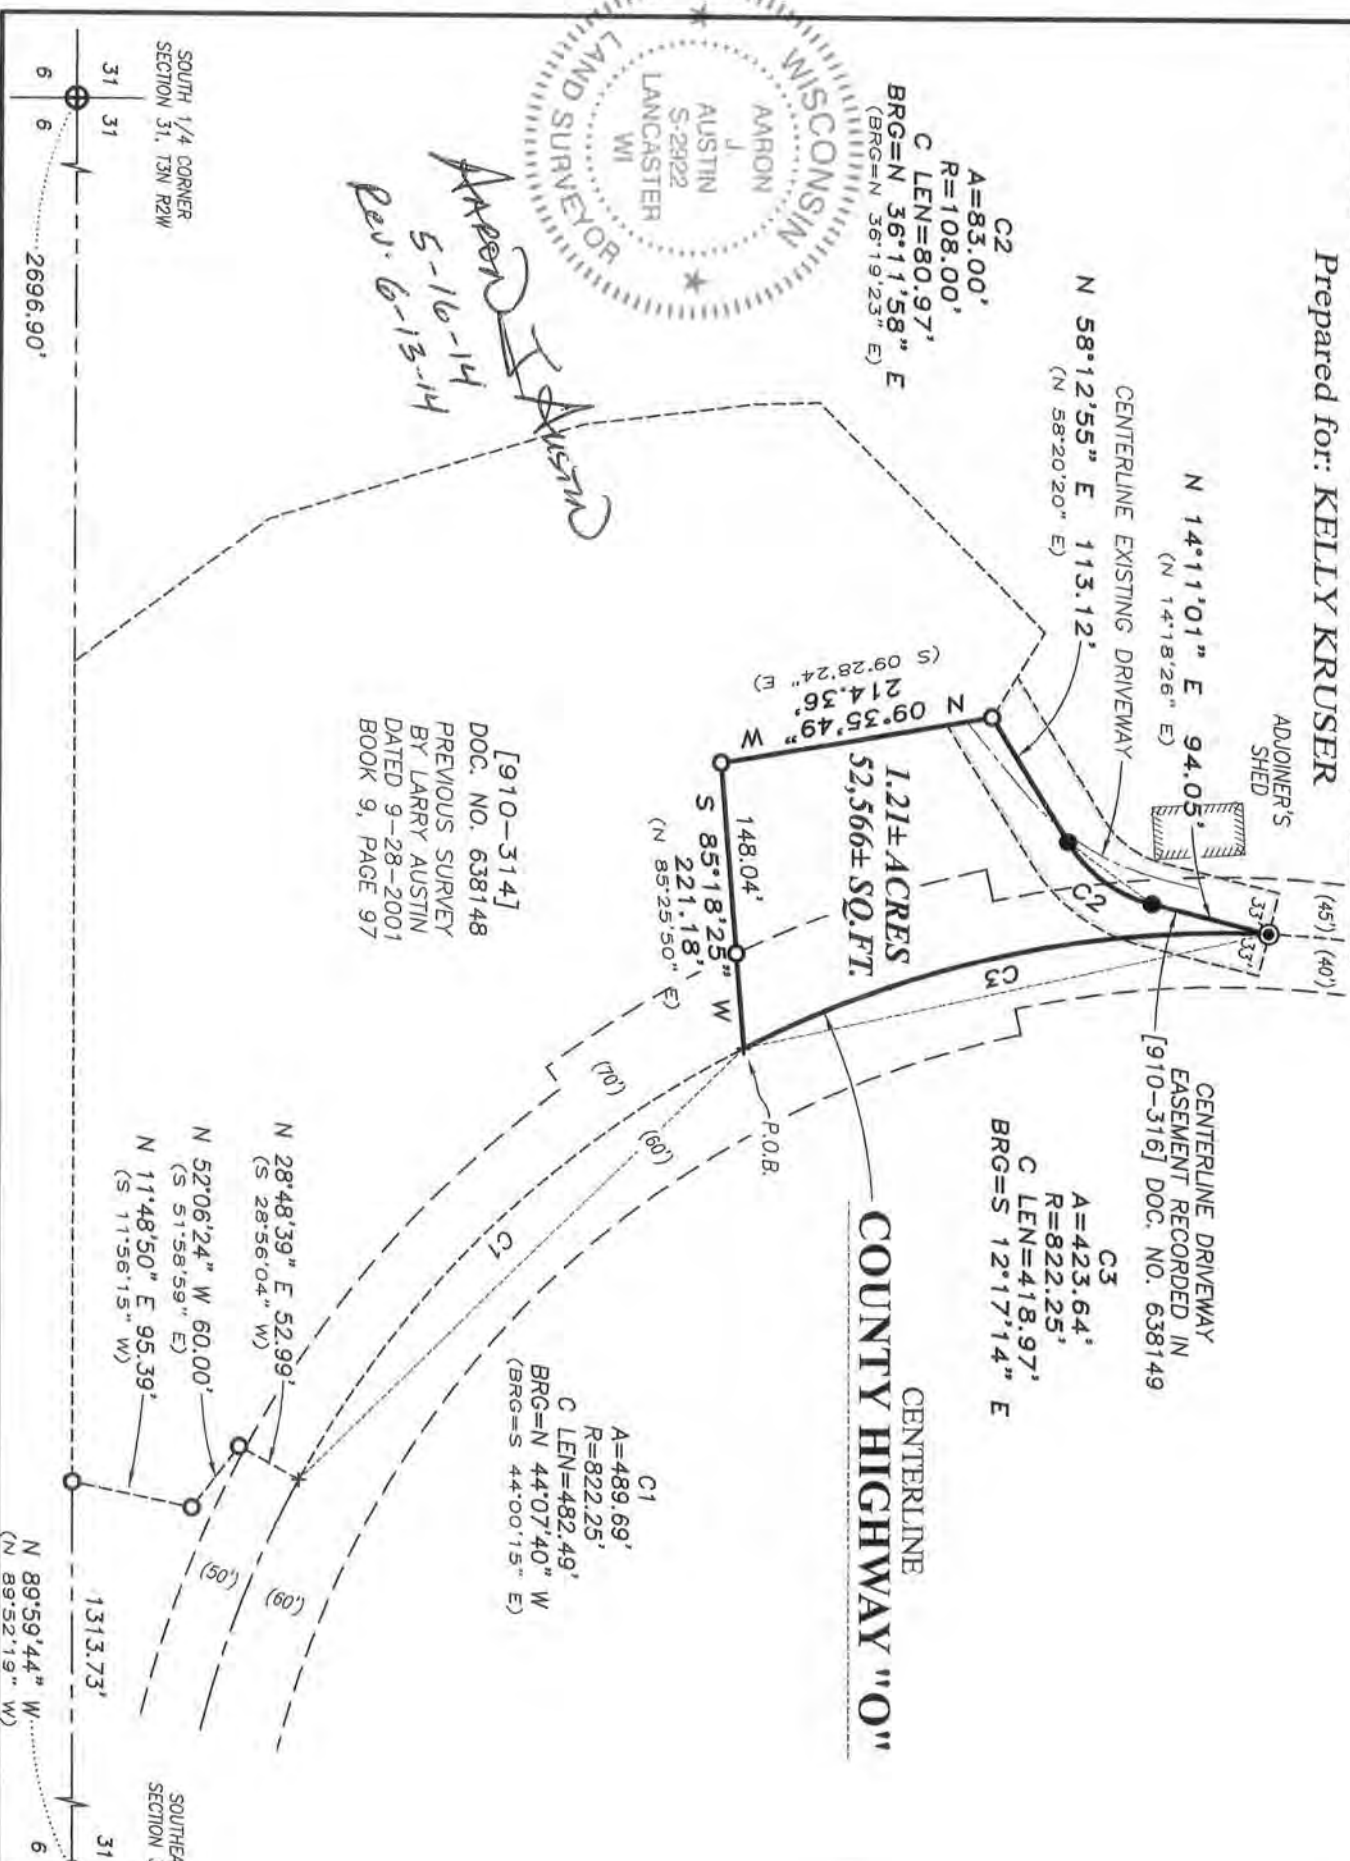 Prepared for: KELLY KRUSER
ADJOINER'S
SHED
N 14°11'01" E 94.05'
(N 14°18'26" E)
CENTERLINE EXISTING DRIVEWAY
N 58°12'55" E 113.12'
(N 58°20'20" E)
C2
A=83.00'
R=108.00'
C LEN=80.97'
BRG=N 36°11'58" E
(BRG=N 36°19'23" E)
WISCONSIN
AARON
J.
AUSTIN
S-2922
LANCASTER
WI
LAND SURVEYOR
AARON J AUSTIN
5-16-14
Rev. 6-13-14
(45')
(40')
33'
33'
C2
C3
CENTERLINE DRIVEWAY
EASEMENT RECORDED IN
[910-316] DOC. NO. 638149
C3
A=423.64'
R=822.25'
C LEN=418.97'
BRG=S 12°17'14" E
1.21± ACRES
52,566± SQ.FT.
N 09°35'49" W
214.36'
(S 09°28'24" E)
148.04'
S 85°18'25" W
221.18'
(N 85°25'50" E)
P.O.B.
CENTERLINE
COUNTY HIGHWAY "O"
[910-314]
DOC. NO. 638148
PREVIOUS SURVEY
BY LARRY AUSTIN
DATED 9-28-2001
BOOK 9, PAGE 97
(70')
(60')
C1
C1
A=489.69'
R=822.25'
C LEN=482.49'
BRG=N 44°07'40" W
(BRG=S 44°00'15" E)
N 28°48'39" E 52.99'
(S 28°56'04" W)
N 52°06'24" W 60.00'
(S 51°58'59" E)
N 11°48'50" E 95.39'
(S 11°56'15" W)
(50')
(60')
SOUTH 1/4 CORNER
SECTION 31, T3N R2W
31
31
6
6
2696.90'
1313.73'
N 89°59'44" W
(N 89°52'19" W)
SOUTHEA
SECTION
31
6